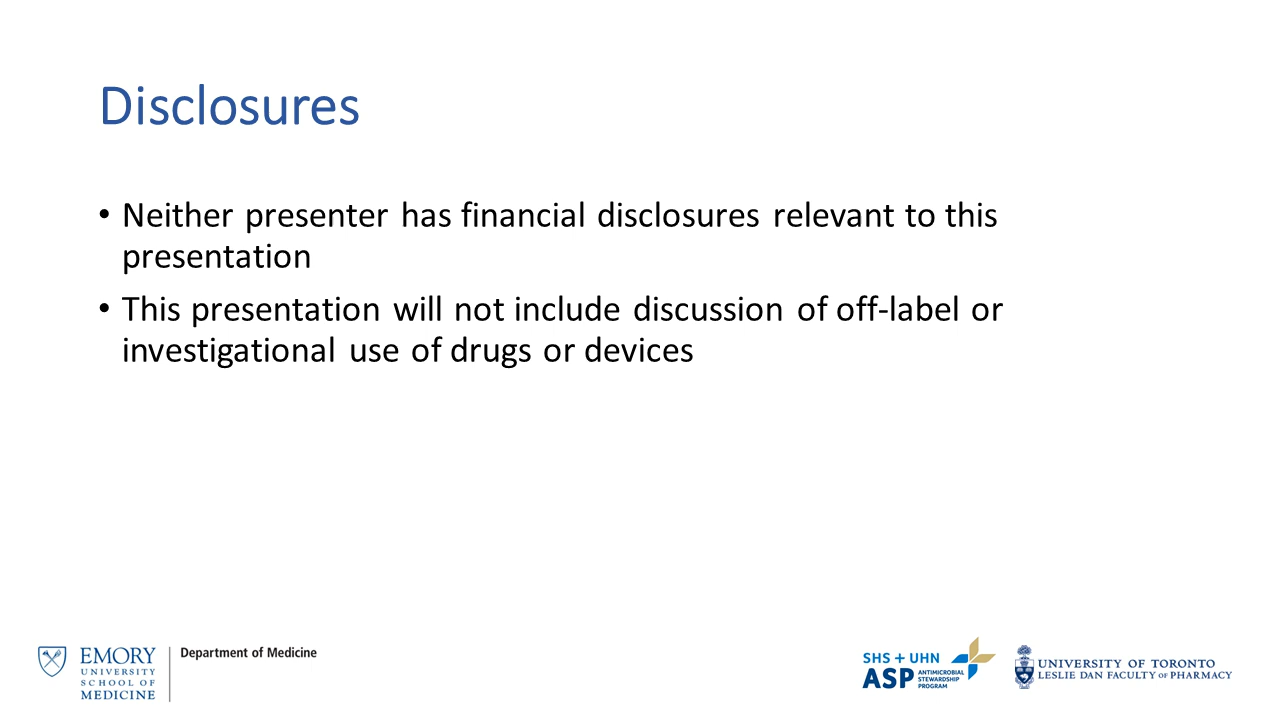 Disclosures
• Neither presenter has financial disclosures relevant to this
presentation
• This presentation will not include discussion of off-label or
investigational use of drugs or devices
EMORY
UNIVERSITY
SCHOOL OF
MEDICINE
Department of Medicine
SHS + UHN
ASP
ANTIMICROBIAL
STEWARDSHIP
PROGRAM
UNIVERSITY OF TORONTO
LESLIE DAN FACULTY OF PHARMACY